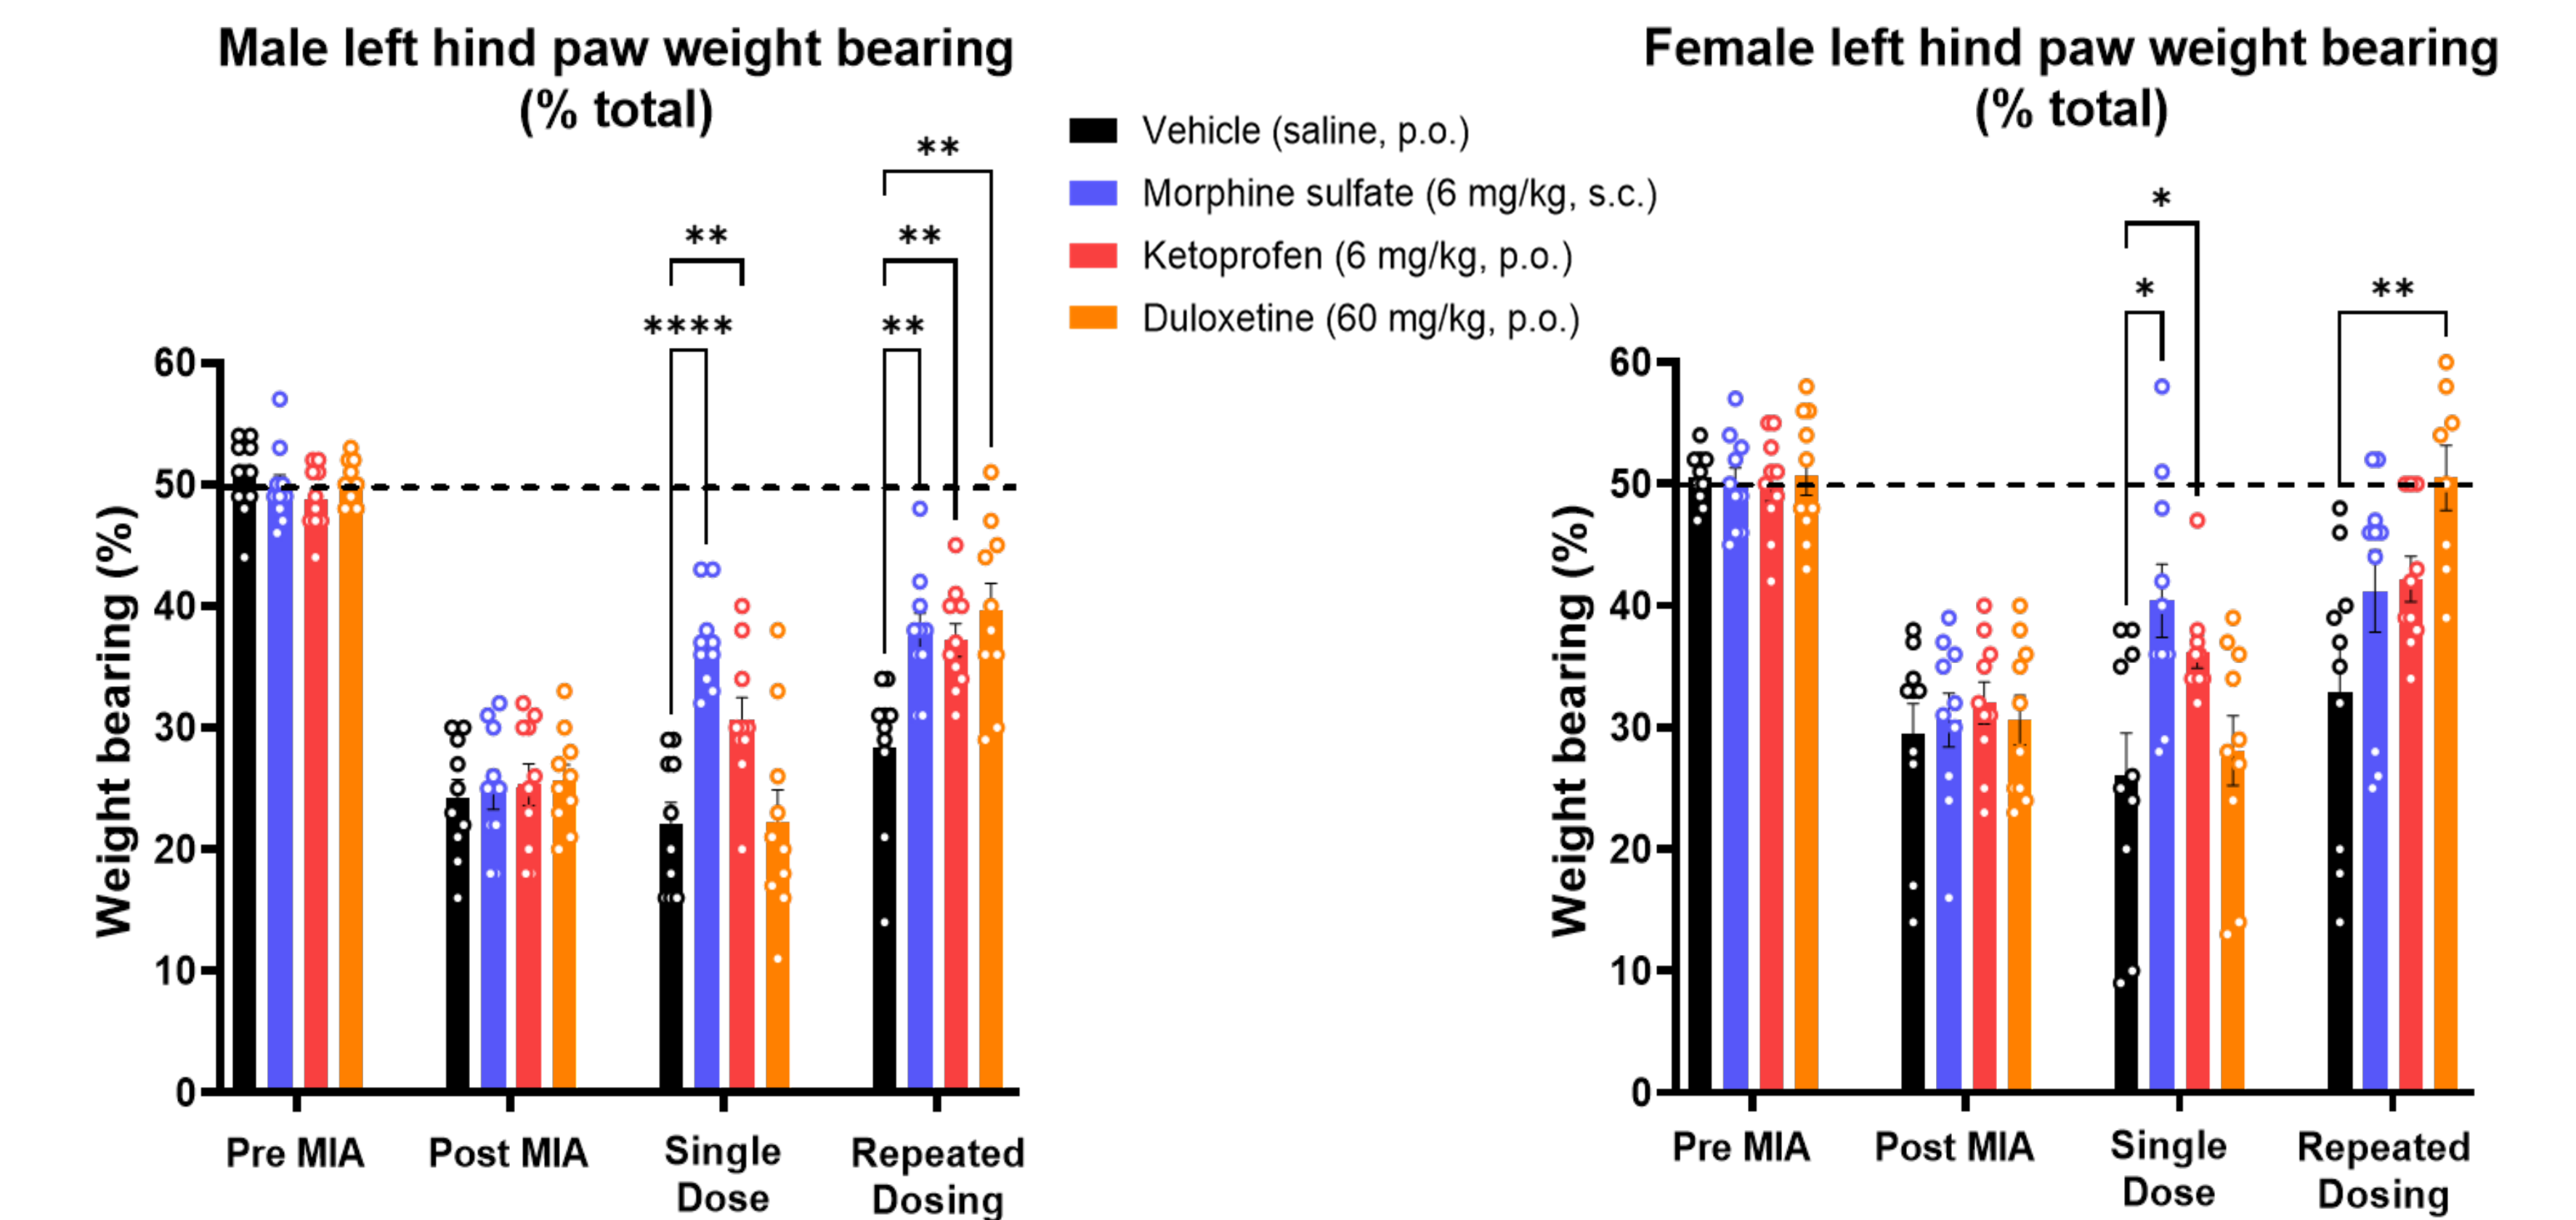 Male left hind paw weight bearing
(% total)
**
**
****
**
**
Weight bearing (%)
60
50
40
30
20
10
0
Pre MIA
Post MIA
Single
Dose
Repeated
Dosing
Vehicle (saline, p.o.)
Morphine sulfate (6 mg/kg, s.c.)
Ketoprofen (6 mg/kg, p.o.)
Duloxetine (60 mg/kg, p.o.)
Female left hind paw weight bearing
(% total)
*
*
**
Weight bearing (%)
60
50
40
30
20
10
0
Pre MIA
Post MIA
Single
Dose
Repeated
Dosing